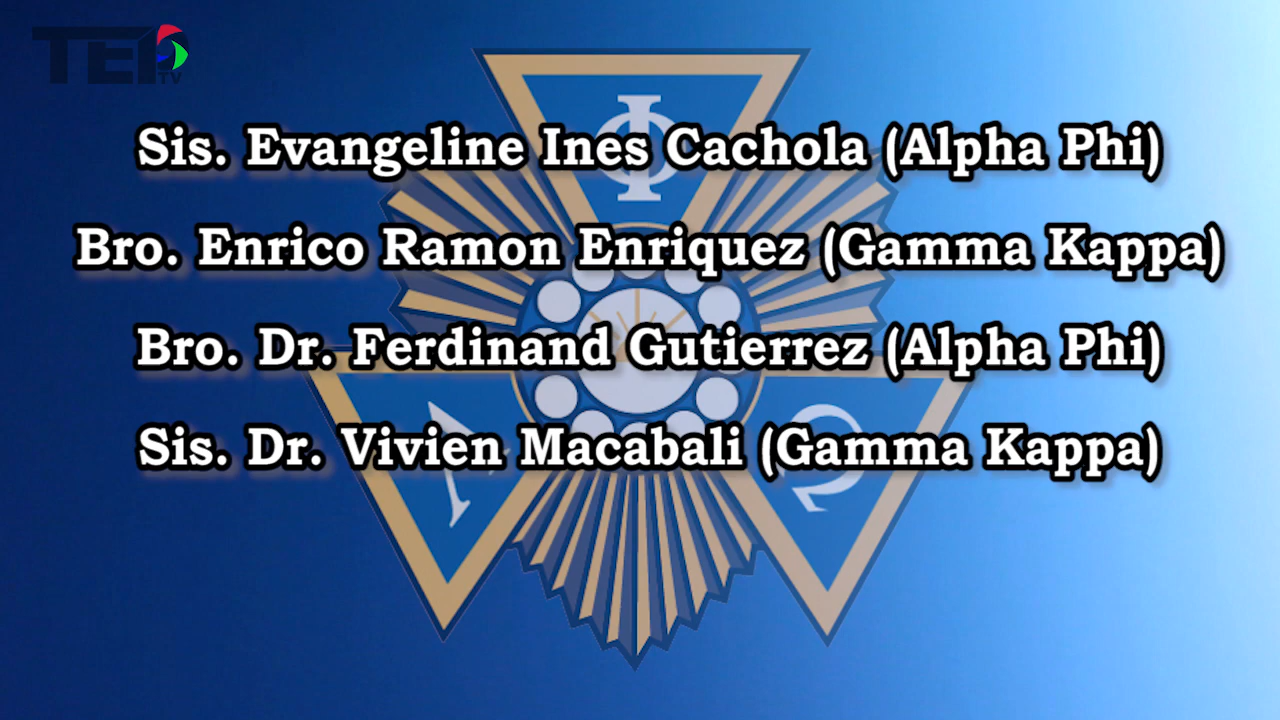 TEP
TV
Φ
Sis. Evangeline Ines Cachola (Alpha Phi)
Bro. Enrico Ramon Enriquez (Gamma Kappa)
Bro. Dr. Ferdinand Gutierrez (Alpha Phi)
Sis. Dr. Vivien Macabali (Gamma Kappa)
Α Ω